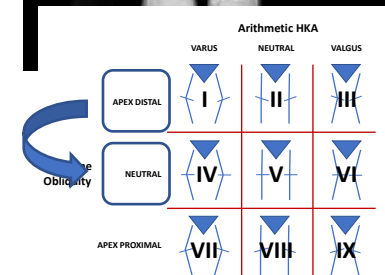 Arithmetic HKA
VARUS NEUTRAL VALGUS
APEX DISTAL I II III
NEUTRAL IV V VI
Obliquity
APEX PROXIMAL VII VIII IX